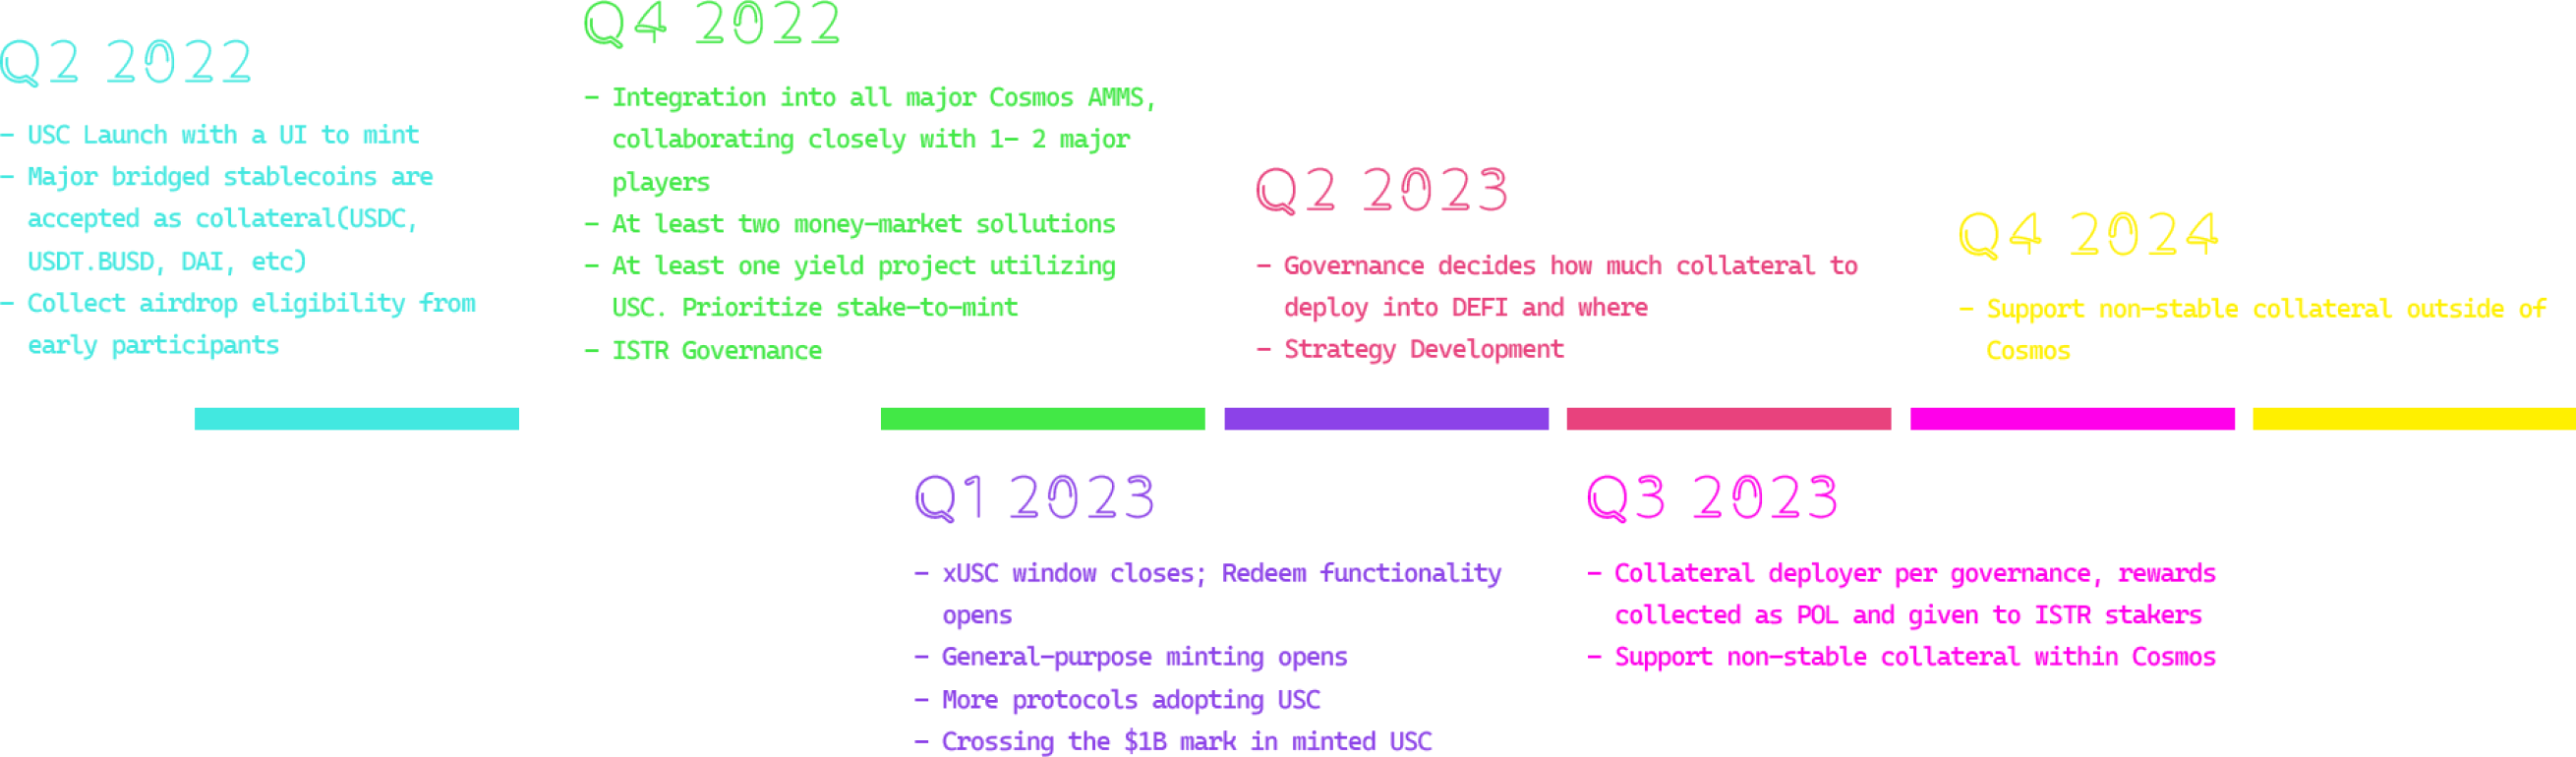 Q2 2022
– USC Launch with a UI to mint
– Major bridged stablecoins are
accepted as collateral(USDC,
USDT.BUSD, DAI, etc)
– Collect airdrop eligibility from
early participants
Q4 2022
– Integration into all major Cosmos AMMS,
collaborating closely with 1– 2 major
players
– At least two money–market sollutions
– At least one yield project utilizing
USC. Prioritize stake–to–mint
– ISTR Governance
Q1 2023
– xUSC window closes; Redeem functionality
opens
– General–purpose minting opens
– More protocols adopting USC
– Crossing the $1B mark in minted USC
Q2 2023
– Governance decides how much collateral to
deploy into DEFI and where
– Strategy Development
Q3 2023
– Collateral deployer per governance, rewards
collected as POL and given to ISTR stakers
– Support non–stable collateral within Cosmos
Q4 2024
– Support non–stable collateral outside of
Cosmos